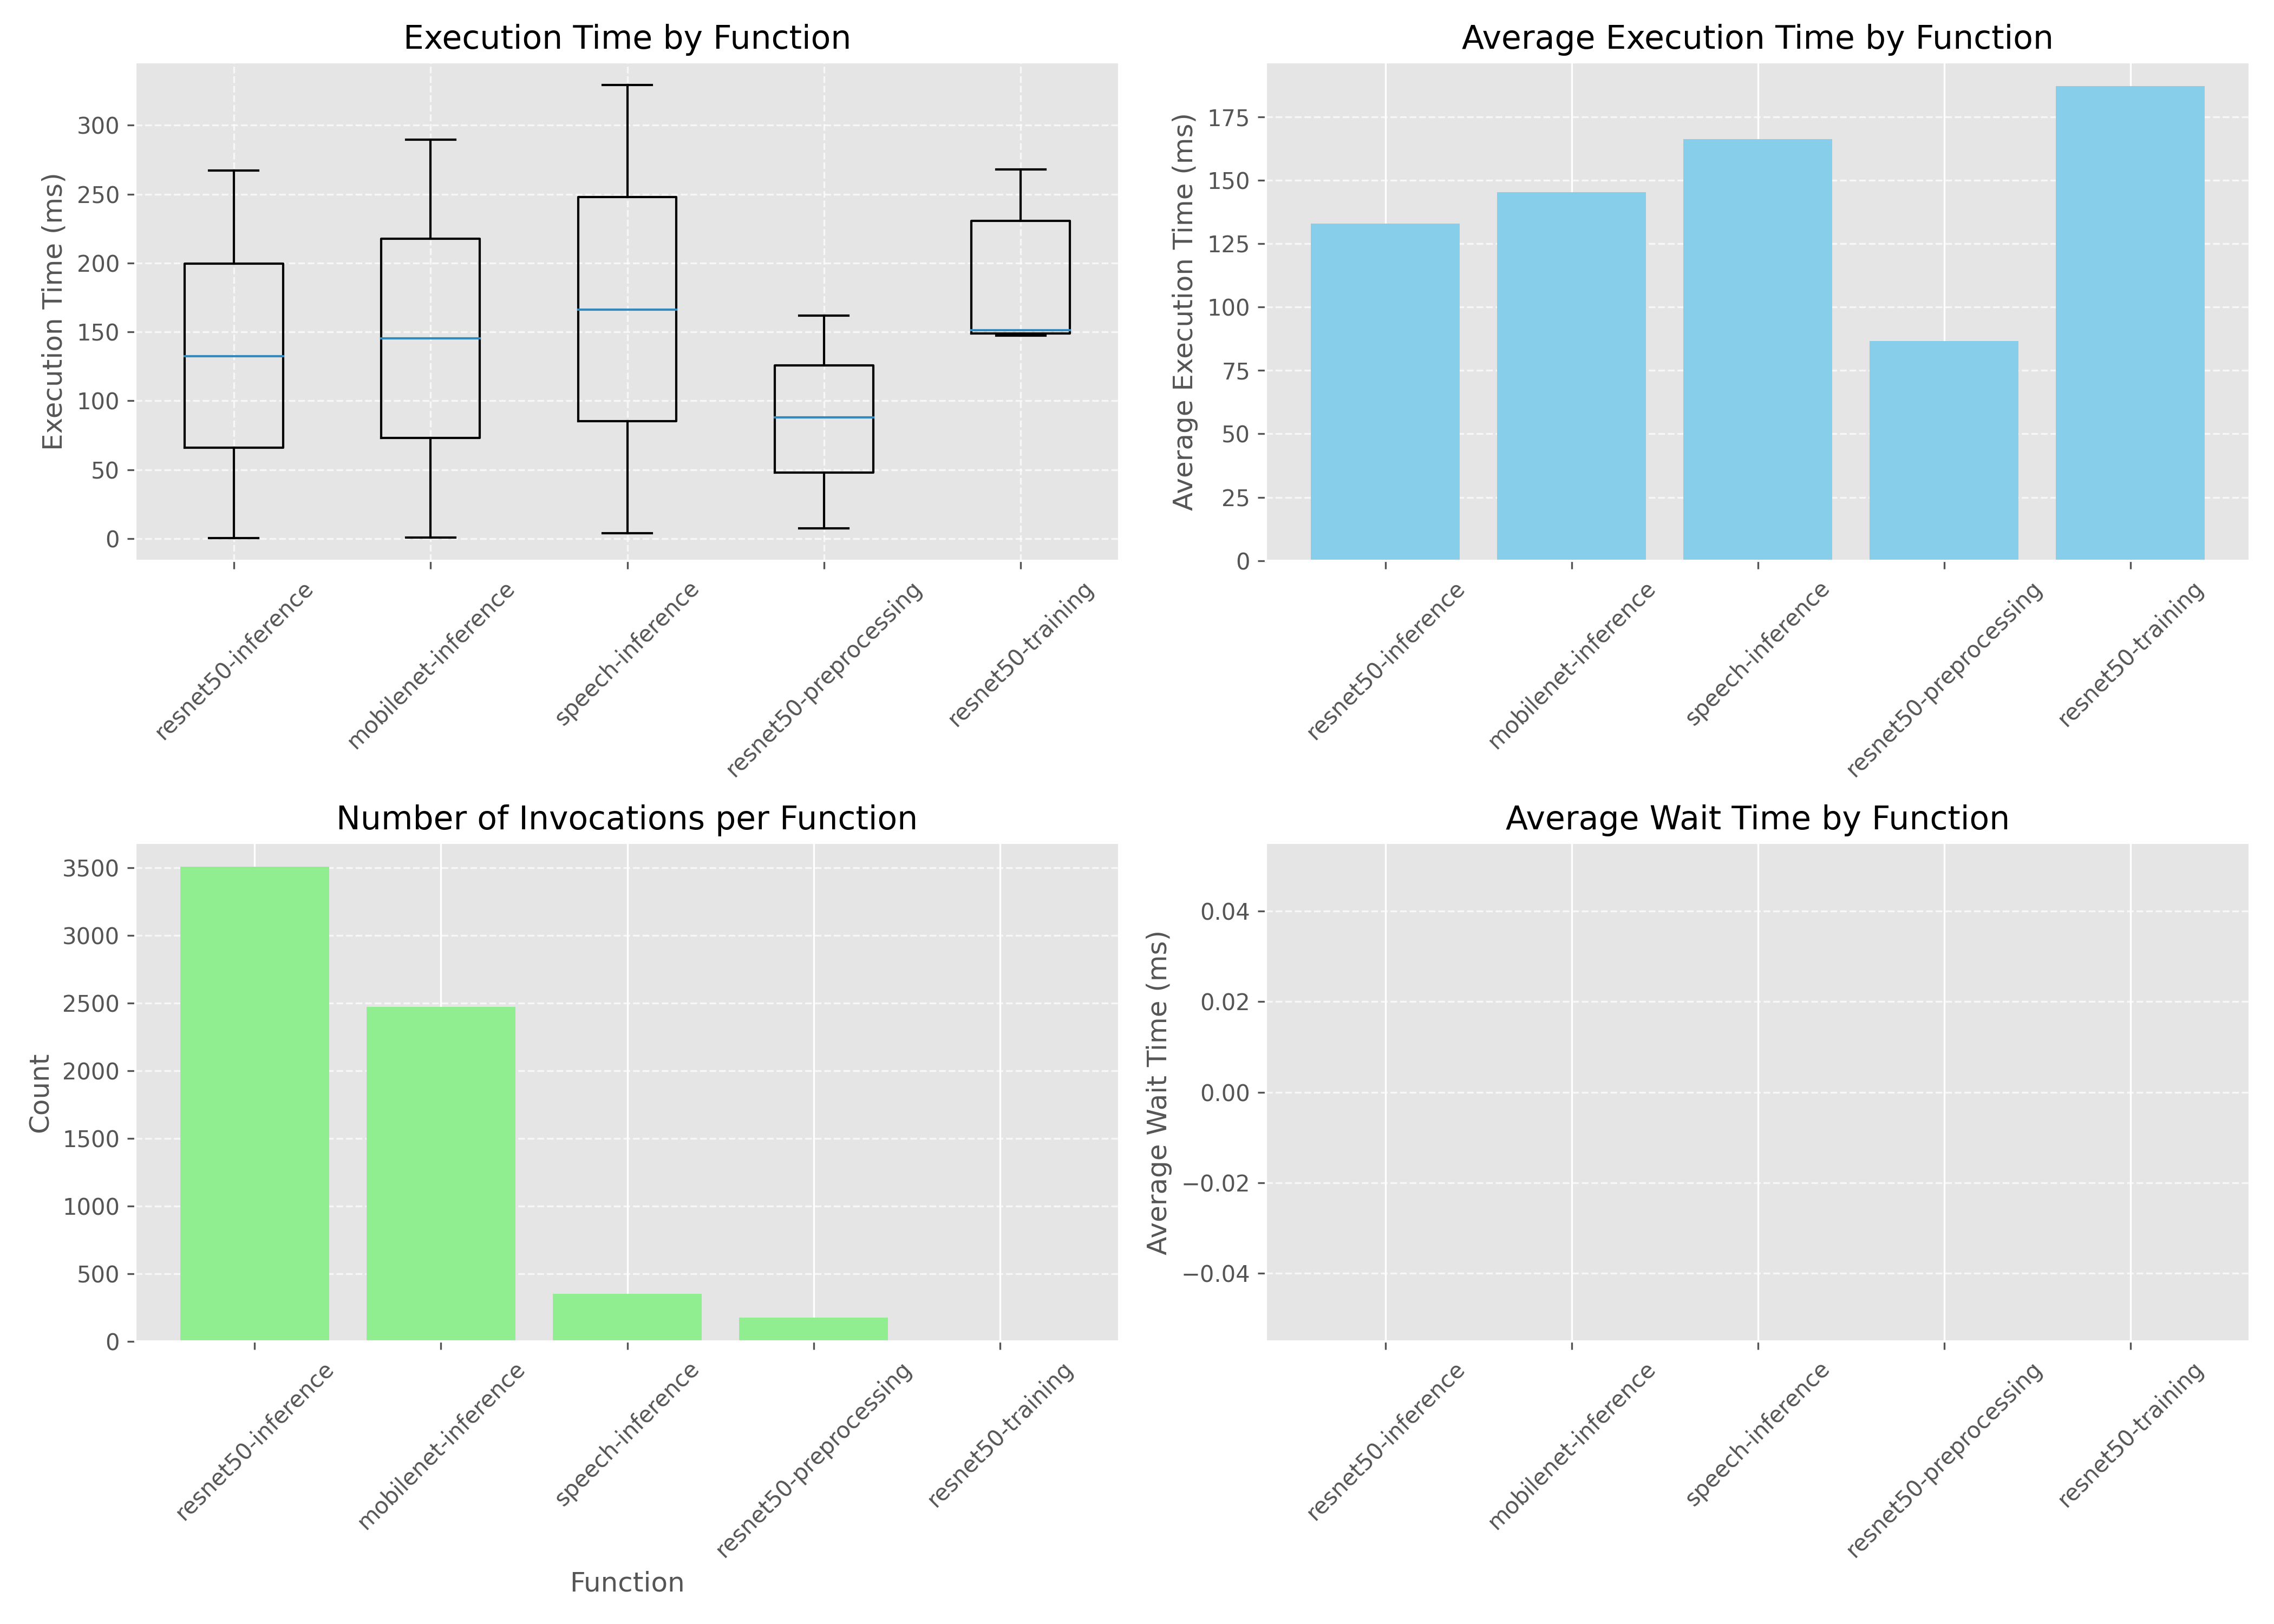 Execution Time by Function
Execution Time (ms)
300
250
200
150
100
50
0
resnet50-inference
mobilenet-inference
speech-inference
resnet50-preprocessing
resnet50-training
Average Execution Time by Function
Average Execution Time (ms)
175
150
125
100
75
50
25
0
resnet50-inference
mobilenet-inference
speech-inference
resnet50-preprocessing
resnet50-training
Number of Invocations per Function
Count
3500
3000
2500
2000
1500
1000
500
0
resnet50-inference
mobilenet-inference
speech-inference
resnet50-preprocessing
resnet50-training
Function
Average Wait Time by Function
Average Wait Time (ms)
0.04
0.02
0.00
−0.02
−0.04
resnet50-inference
mobilenet-inference
speech-inference
resnet50-preprocessing
resnet50-training